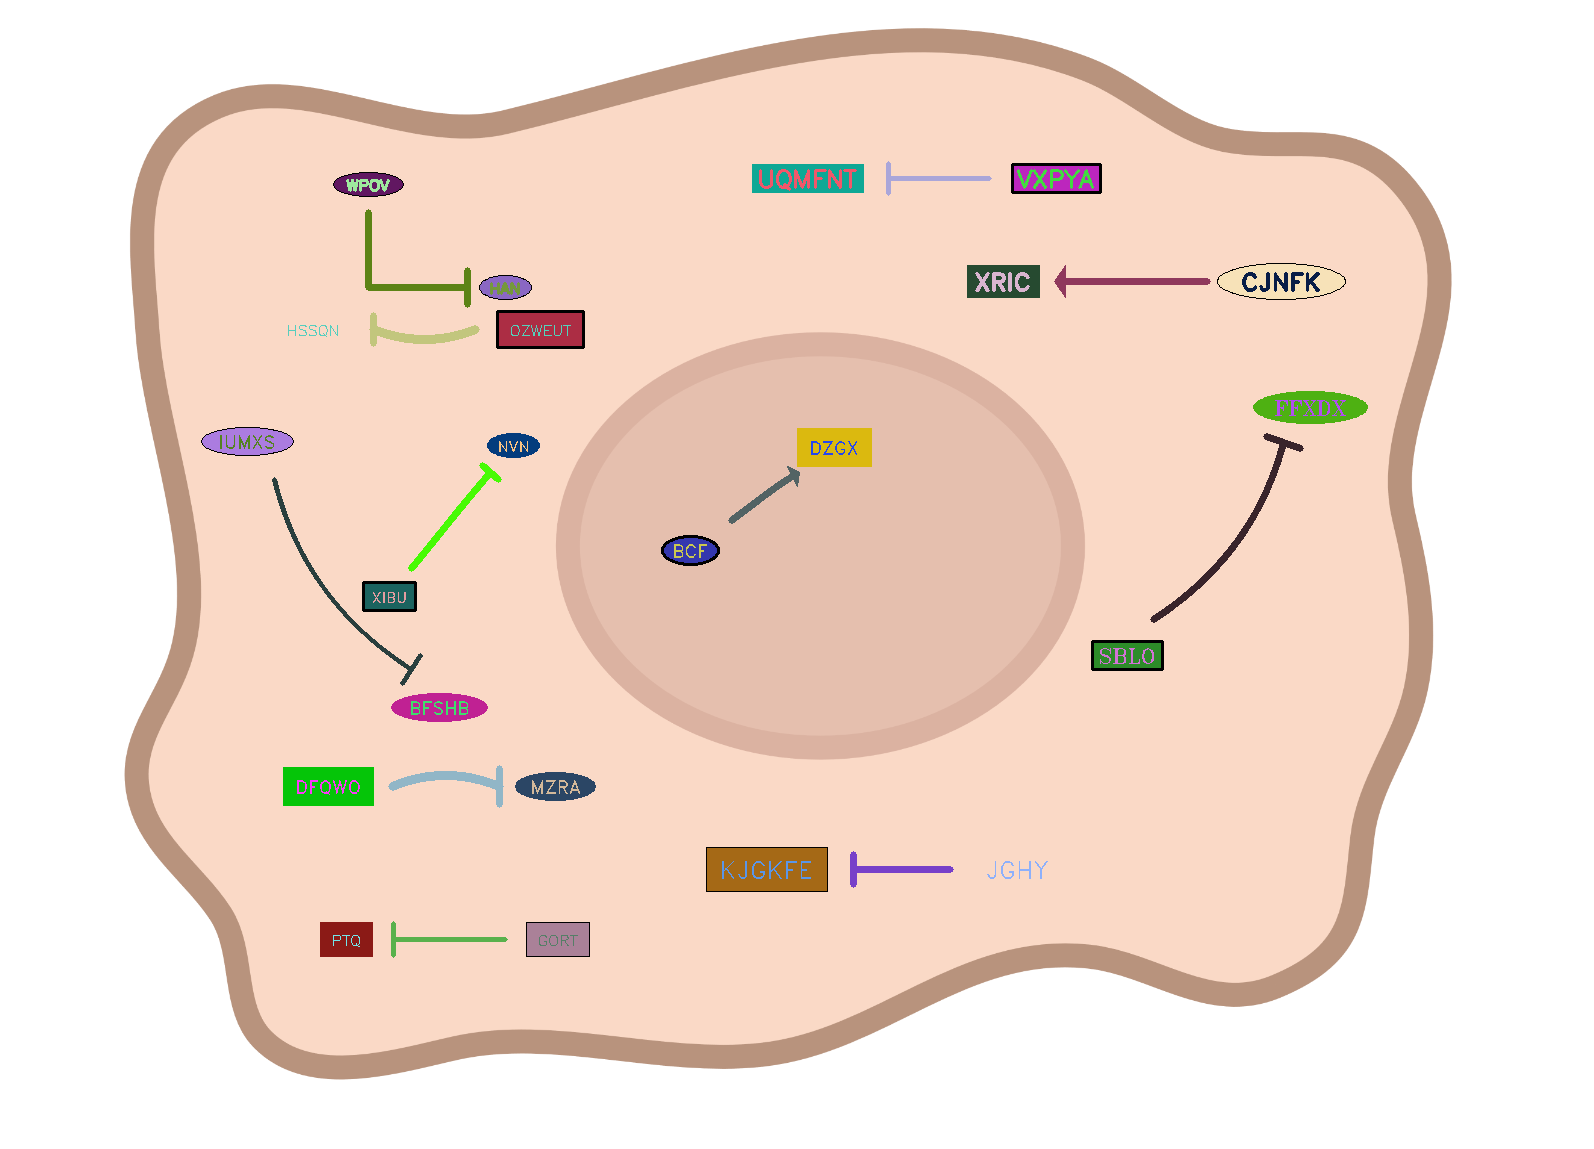 UQMFNT
VXPYA
WPOV
XRIC
CJNFK
HAH
HSSQN
OZWEUT
IUMXS
NVN
DZGX
BCF
XIBU
SBLO
BFSHB
DFQWO
MZRA
KJGKFE
JGHY
PTQ
GORT